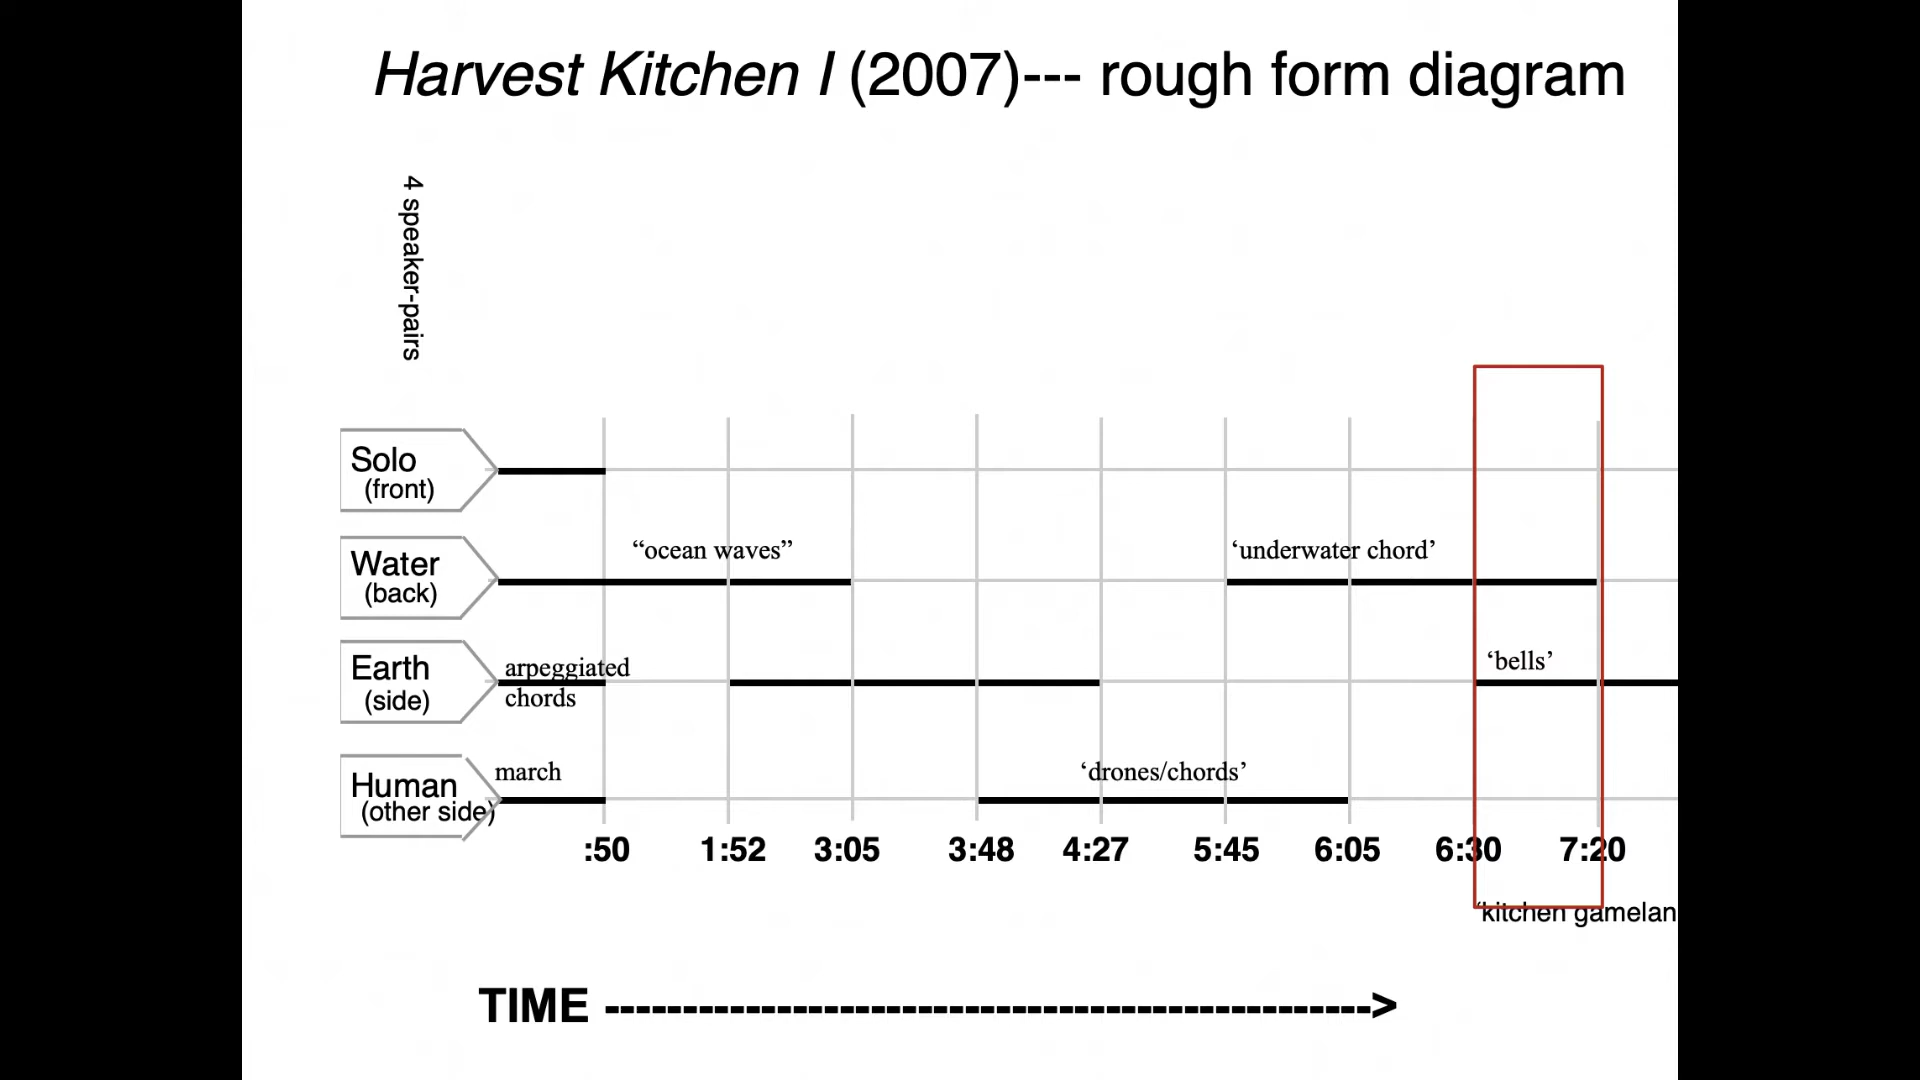 Harvest Kitchen I (2007)--- rough form diagram
4 speaker-pairs
Solo
(front)
Water
(back)
“ocean waves”
‘underwater chord’
Earth
(side)
arpeggiated
chords
‘bells’
Human
(other side)
march
‘drones/chords’
:50 1:52 3:05 3:48 4:27 5:45 6:05 6:30 7:20
‘kitchen gamelan
TIME ------------------------------------------------->